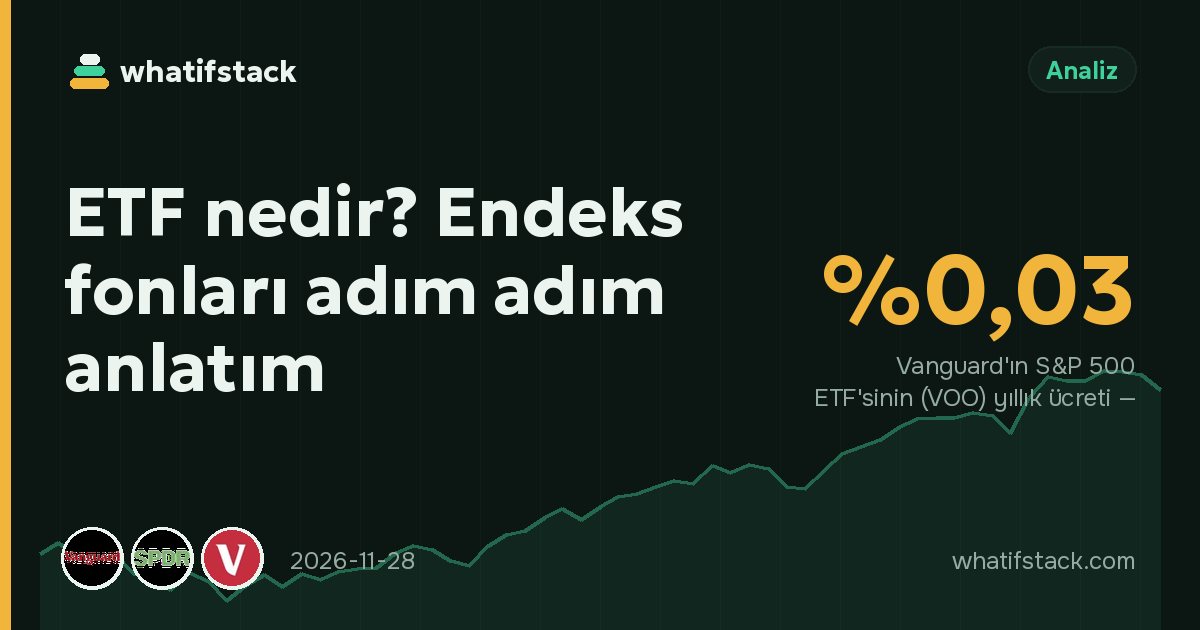 whatifstack
Analiz
ETF nedir? Endeks
fonları adım adım
anlatım
%0,03
Vanguard'ın S&P 500
ETF'sinin (VOO) yıllık ücreti —
Vanguard
SPDR
V
2026-11-28
whatifstack.com